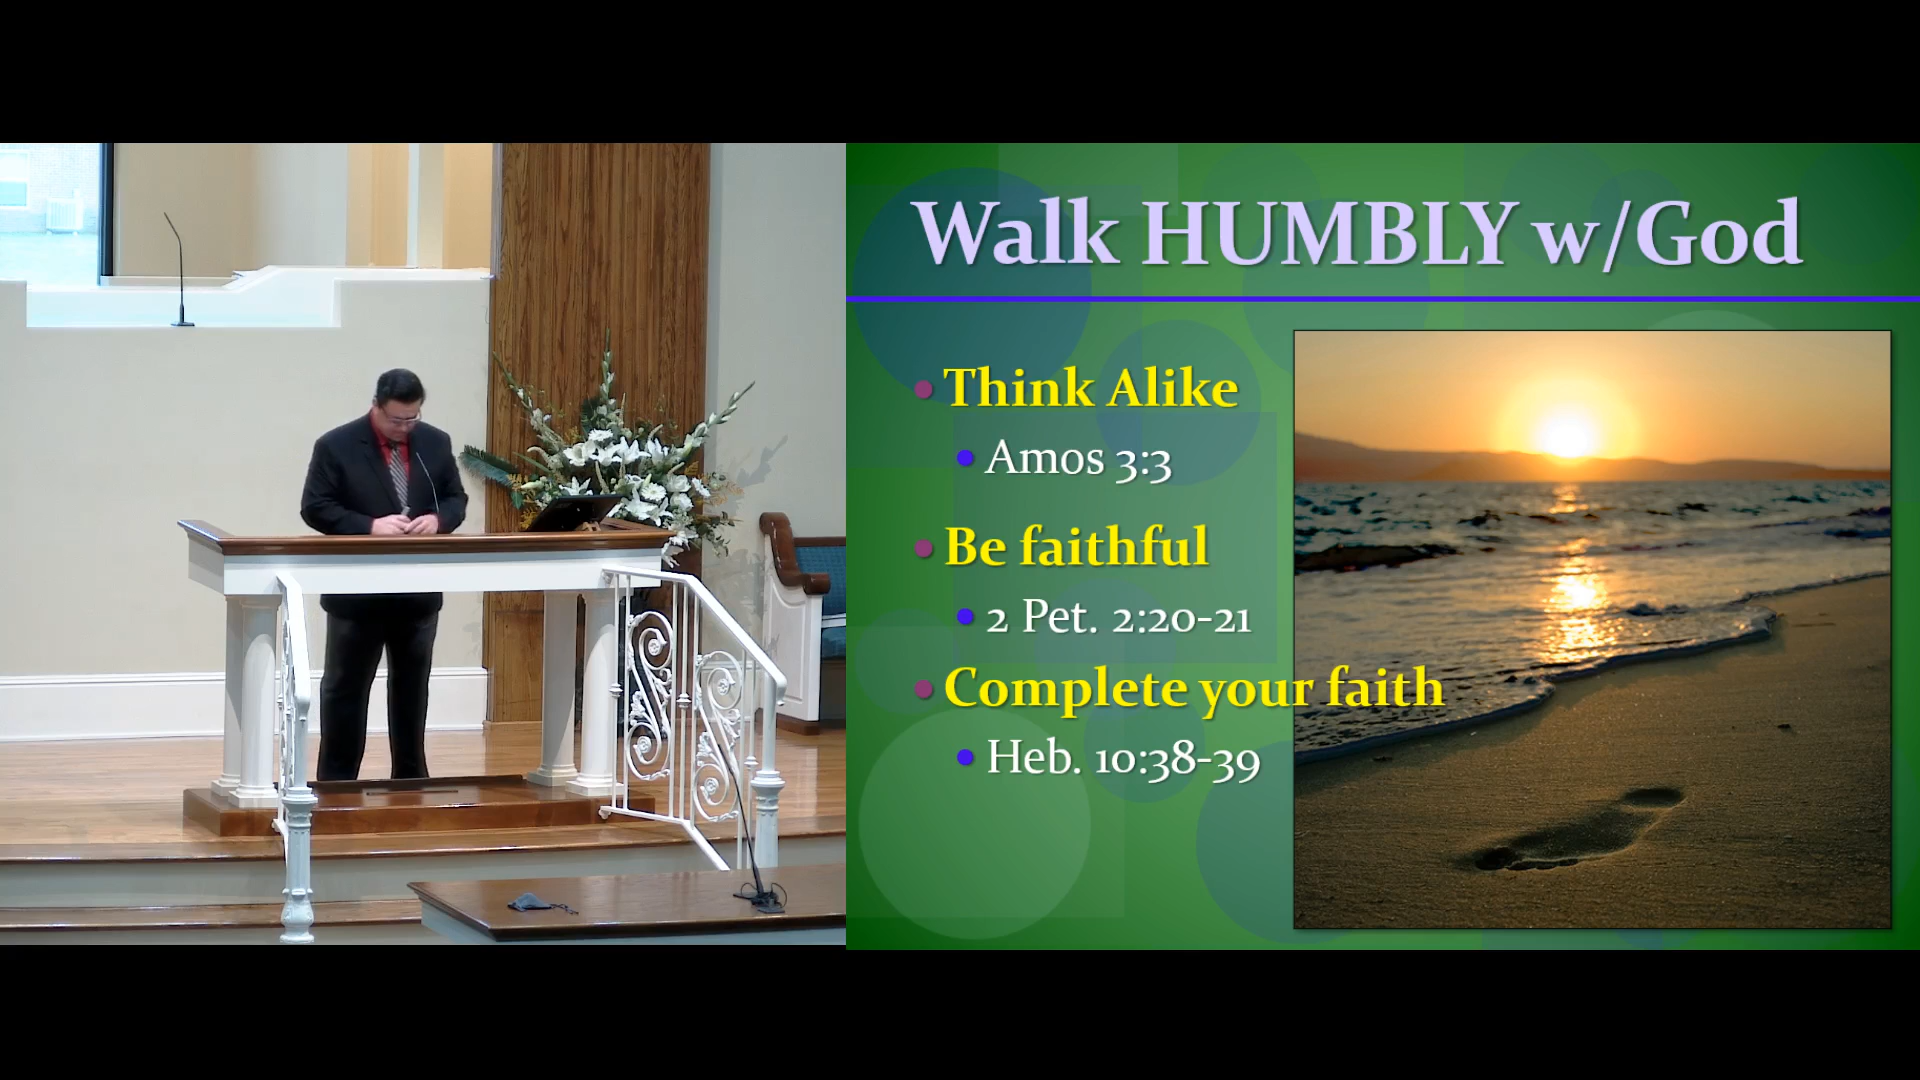 Walk HUMBLY w/God
• Think Alike
• Amos 3:3
• Be faithful
• 2 Pet. 2:20-21
• Complete your faith
• Heb. 10:38-39